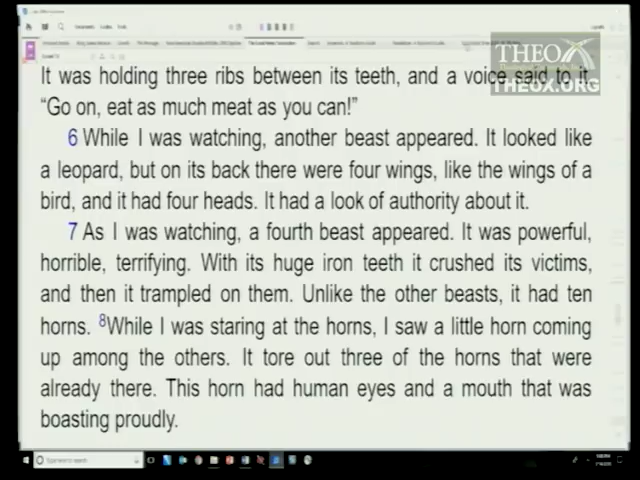 THEOX
THEOX.ORG
It was holding three ribs between its teeth, and a voice said to it
“Go on, eat as much meat as you can!”
6 While I was watching, another beast appeared. It looked like
a leopard, but on its back there were four wings, like the wings of a
bird, and it had four heads. It had a look of authority about it.
7 As I was watching, a fourth beast appeared. It was powerful,
horrible, terrifying. With its huge iron teeth it crushed its victims,
and then it trampled on them. Unlike the other beasts, it had ten
horns. 8While I was staring at the horns, I saw a little horn coming
up among the others. It tore out three of the horns that were
already there. This horn had human eyes and a mouth that was
boasting proudly.
Type here to search